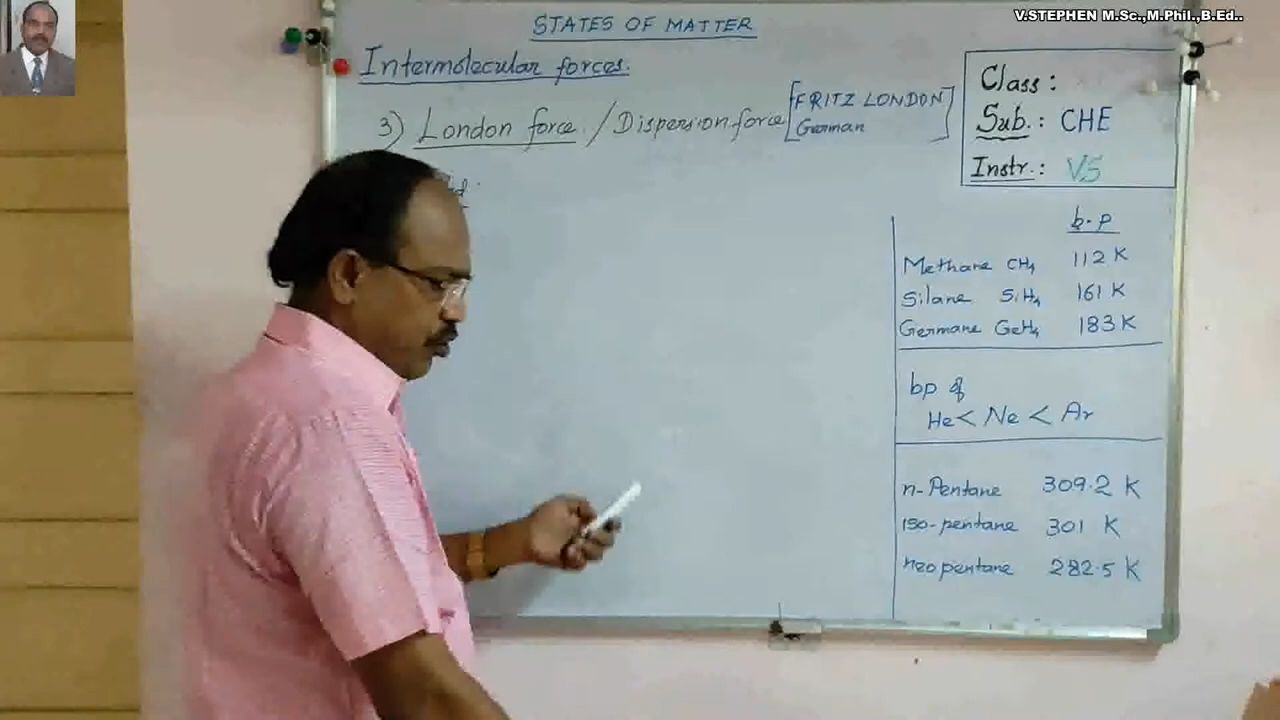 V.STEPHEN M.Sc.,M.Phil.,B.Ed..
STATES OF MATTER
Intermolecular forces.
3) London force / Dispersion force [FRITZ LONDON
German]
Class:
Sub.: CHE
Instr.: VS
b.p
Methane CH4 112 K
Silane SiH4 161 K
Germane GeH4 183 K
bp of
He < Ne < Ar
n-Pentane 309.2 K
Iso-pentane 301 K
neopentane 282.5 K